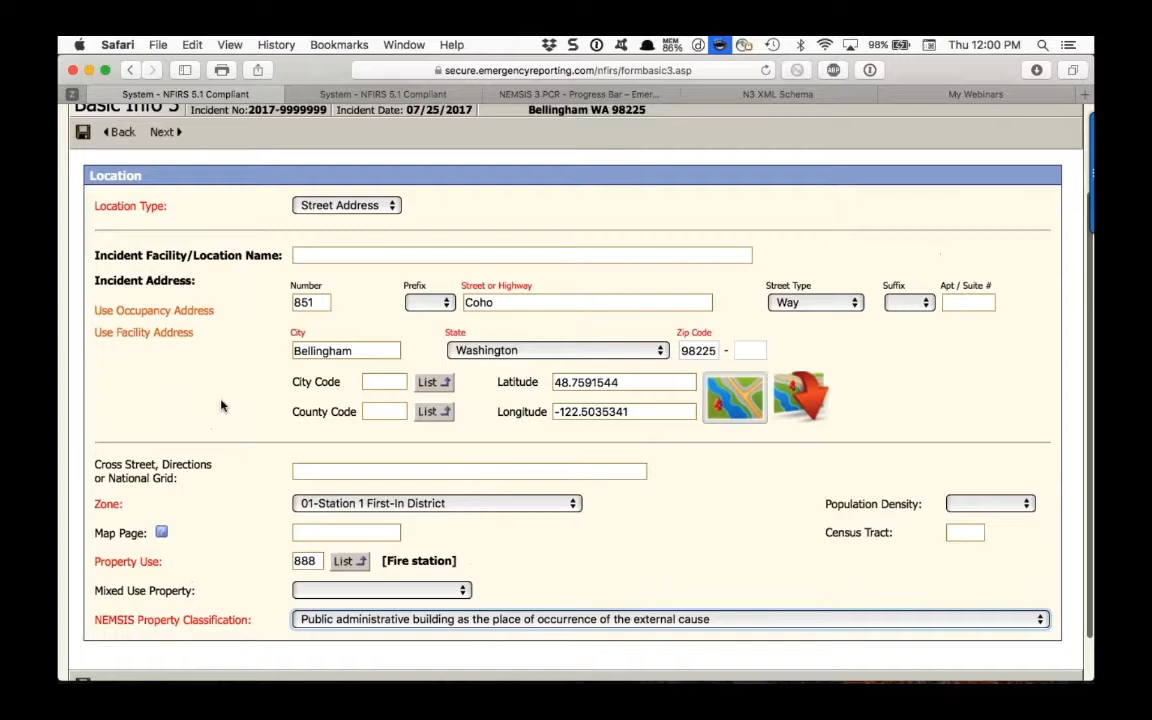 Safari File Edit View History Bookmarks Window Help MEM 86% 98% Thu 12:00 PM
secure.emergencyreporting.com/nfirs/formbasic3.asp
System - NFIRS 5.1 Compliant System - NFIRS 5.1 Compliant NEMSIS 3 PCR - Progress Bar – Emer... N3 XML Schema My Webinars
Basic Info 3 Incident No:2017-9999999 Incident Date: 07/25/2017 Bellingham WA 98225
Back Next
Location
Location Type: Street Address
Incident Facility/Location Name:
Incident Address: Number Prefix Street or Highway Street Type Suffix Apt / Suite #
851 Coho Way
Use Occupancy Address
Use Facility Address City State Zip Code
Bellingham Washington 98225 -
City Code List Latitude 48.7591544
County Code List Longitude -122.5035341
Cross Street, Directions
or National Grid:
Zone: 01-Station 1 First-In District Population Density:
Map Page: ? Census Tract:
Property Use: 888 List [Fire station]
Mixed Use Property:
NEMSIS Property Classification: Public administrative building as the place of occurrence of the external cause